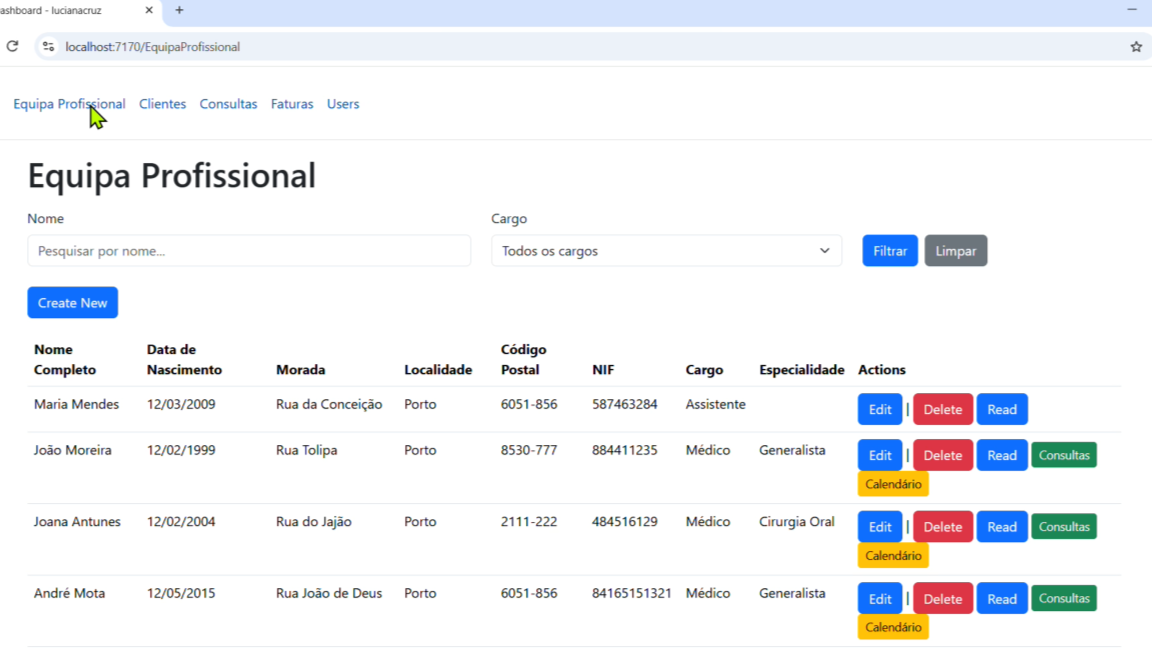 ashboard - lucianacruz
localhost:7170/EquipaProfissional
Equipa Profissional Clientes Consultas Faturas Users
Equipa Profissional
Nome Cargo
Pesquisar por nome... Todos os cargos Filtrar Limpar
Create New
Nome Completo Data de Nascimento Morada Localidade Código Postal NIF Cargo Especialidade Actions
Maria Mendes 12/03/2009 Rua da Conceição Porto 6051-856 587463284 Assistente Edit | Delete Read
João Moreira 12/02/1999 Rua Tolipa Porto 8530-777 884411235 Médico Generalista Edit | Delete Read Consultas
Calendário
Joana Antunes 12/02/2004 Rua do Jajão Porto 2111-222 484516129 Médico Cirurgia Oral Edit | Delete Read Consultas
Calendário
André Mota 12/05/2015 Rua João de Deus Porto 6051-856 84165151321 Médico Generalista Edit | Delete Read Consultas
Calendário